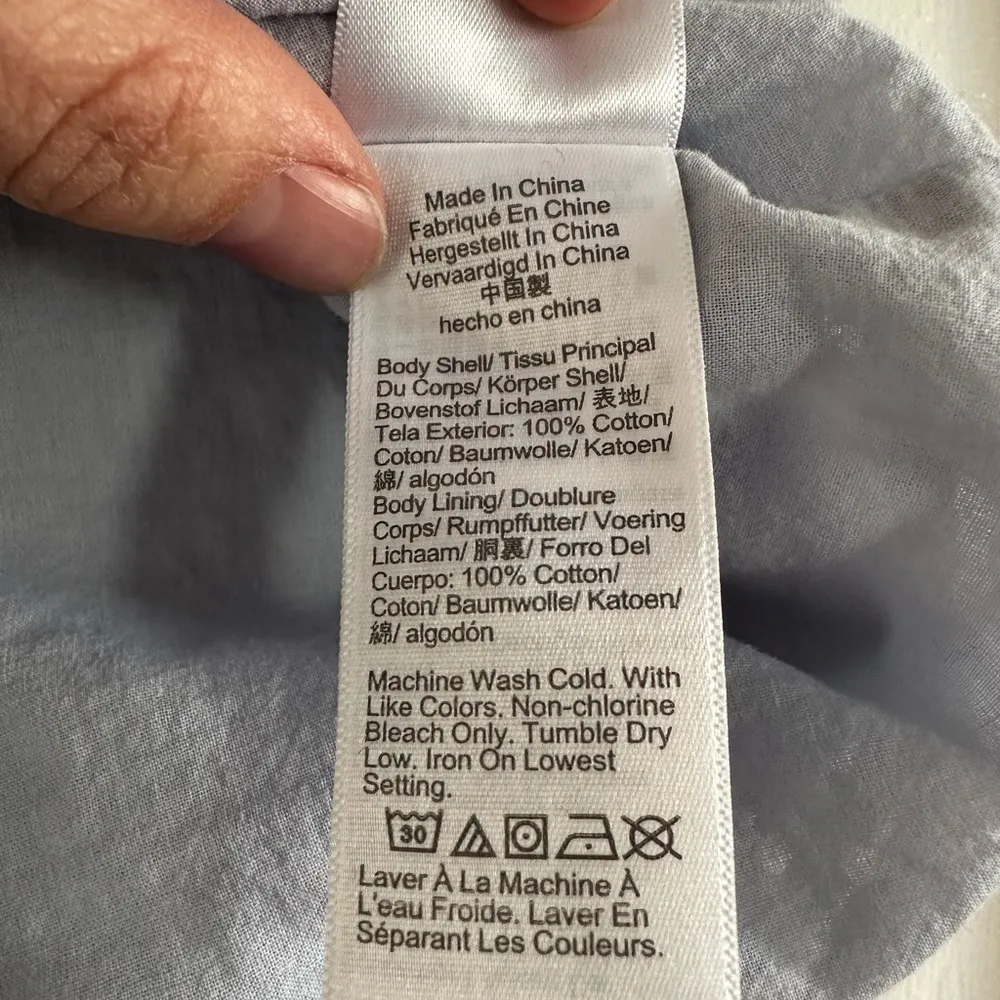 Made In China
Fabriqué En Chine
Hergestellt In China
Vervaardigd In China
中国製
hecho en china
Body Shell/ Tissu Principal
Du Corps/ Körper Shell/
Bovenstof Lichaam/ 表地/
Tela Exterior: 100% Cotton/
Coton/ Baumwolle/ Katoen/
綿/ algodón
Body Lining/ Doublure
Corps/ Rumpffutter/ Voering
Lichaam/ 胴裏/ Forro Del
Cuerpo: 100% Cotton/
Coton/ Baumwolle/ Katoen/
綿/ algodón
Machine Wash Cold. With
Like Colors. Non-chlorine
Bleach Only. Tumble Dry
Low. Iron On Lowest
Setting.
30
Laver À La Machine À
L'eau Froide. Laver En
Séparant Les Couleurs.